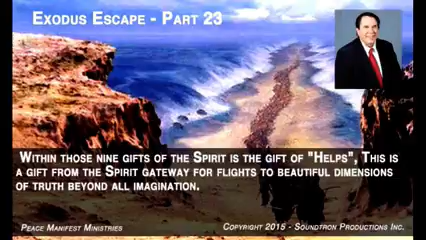 Exodus Escape - Part 23
Within those nine gifts of the Spirit is the gift of "Helps", This is
a gift from the Spirit gateway for flights to beautiful dimensions
of truth beyond all imagination.
Peace Manifest Ministries Copyright 2015 - Soundtron Productions Inc.